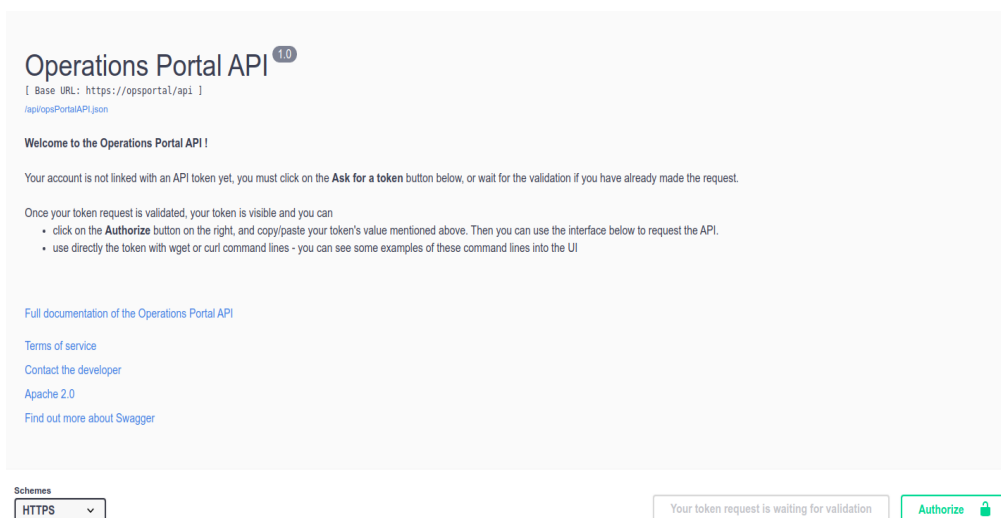 Operations Portal API 1.0
[ Base URL: https://opsportal/api ]
/api/opsPortalAPI.json
Welcome to the Operations Portal API !
Your account is not linked with an API token yet, you must click on the Ask for a token button below, or wait for the validation if you have already made the request.
Once your token request is validated, your token is visible and you can
• click on the Authorize button on the right, and copy/paste your token's value mentioned above. Then you can use the interface below to request the API.
• use directly the token with wget or curl command lines - you can see some examples of these command lines into the UI
Full documentation of the Operations Portal API
Terms of service
Contact the developer
Apache 2.0
Find out more about Swagger
Schemes
HTTPS
Your token request is waiting for validation
Authorize